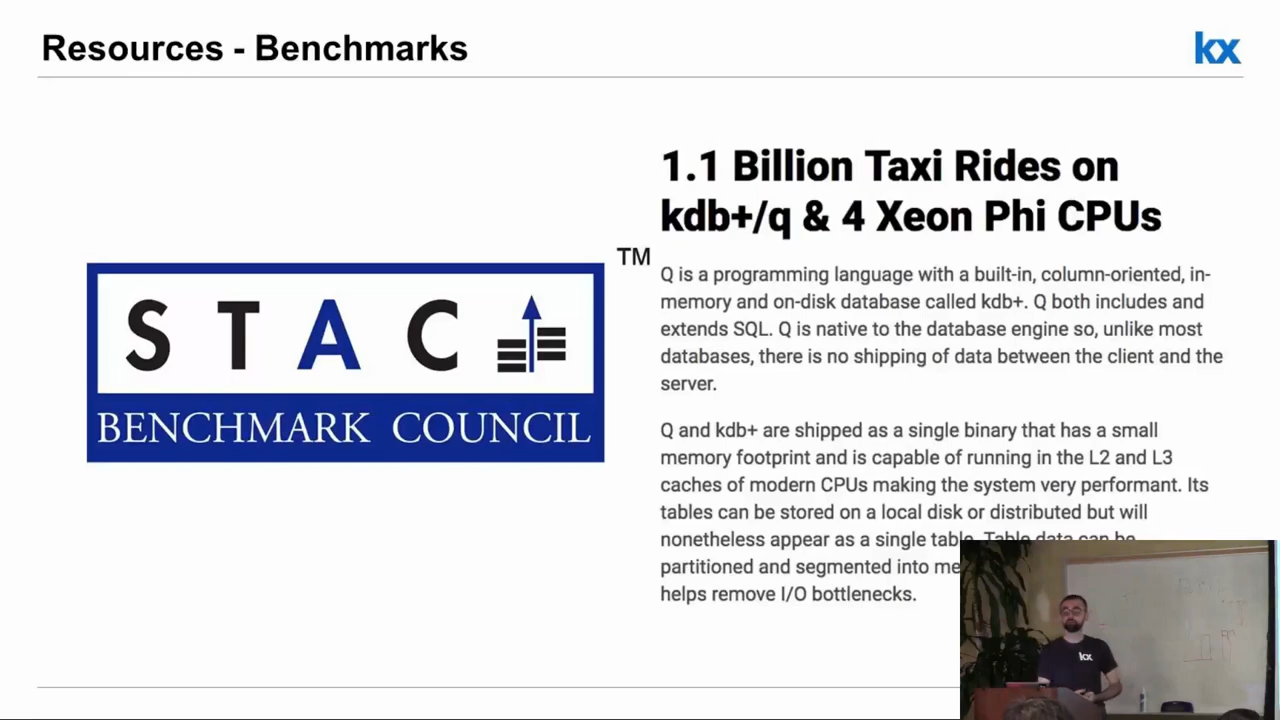 Resources - Benchmarks
kx
STAC
BENCHMARK COUNCIL
TM
1.1 Billion Taxi Rides on
kdb+/q & 4 Xeon Phi CPUs
Q is a programming language with a built-in, column-oriented, in-
memory and on-disk database called kdb+. Q both includes and
extends SQL. Q is native to the database engine so, unlike most
databases, there is no shipping of data between the client and the
server.
Q and kdb+ are shipped as a single binary that has a small
memory footprint and is capable of running in the L2 and L3
caches of modern CPUs making the system very performant. Its
tables can be stored on a local disk or distributed but will
nonetheless appear as a single table. Table data can be
partitioned and segmented into
helps remove I/O bottlenecks.
kx